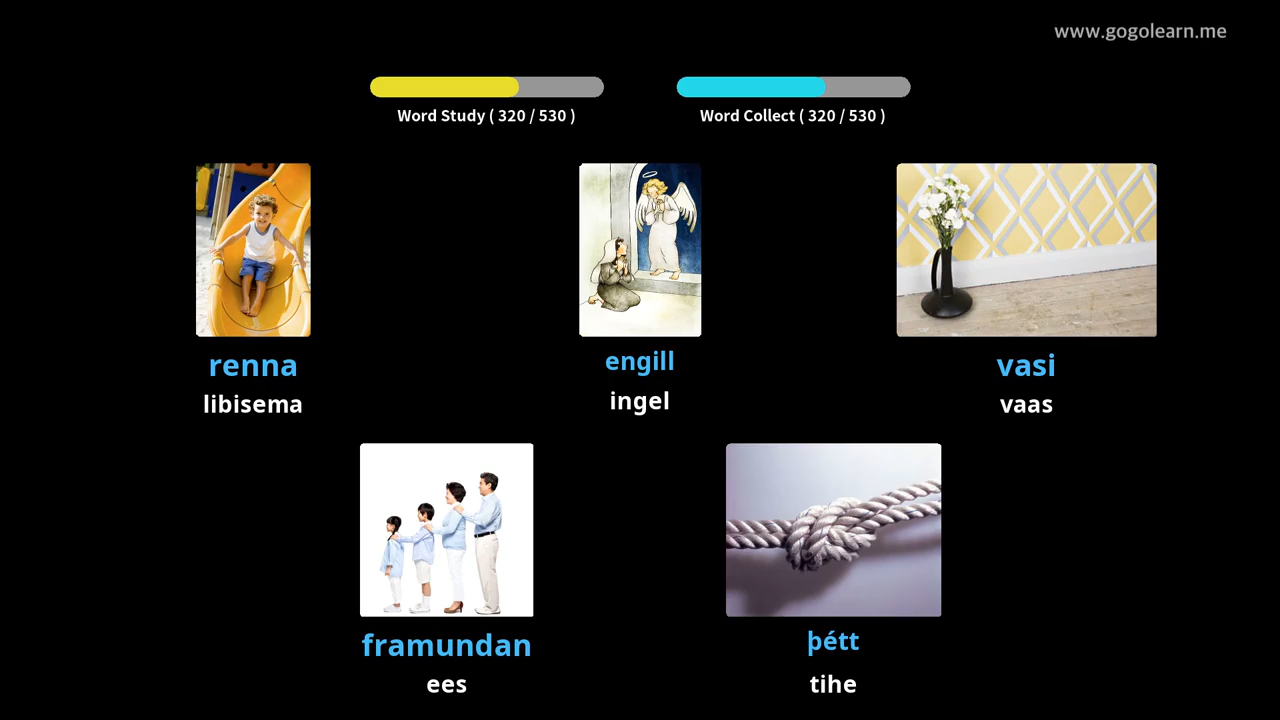 www.gogolearn.me
Word Study ( 320 / 530 )
Word Collect ( 320 / 530 )
renna
libisema
engill
ingel
vasi
vaas
framundan
ees
þétt
tihe